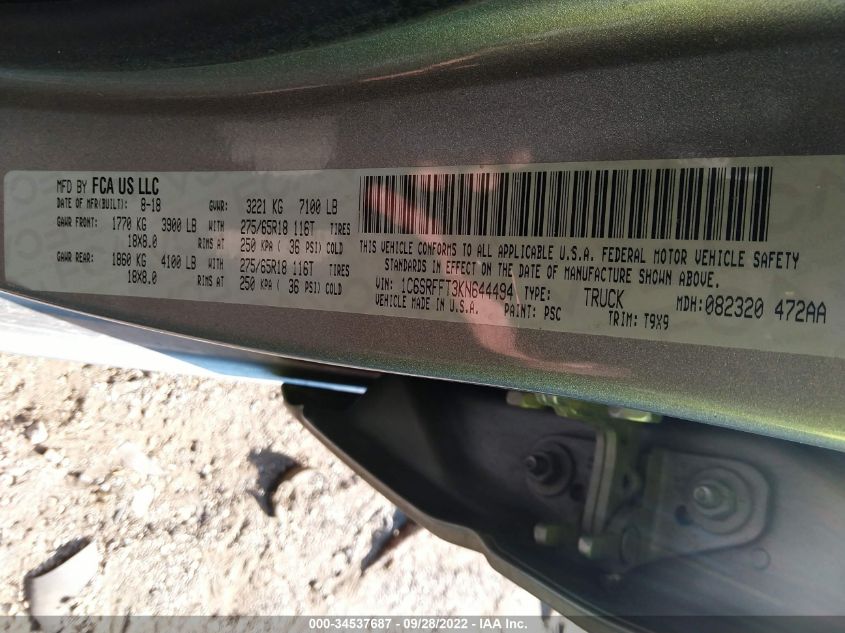 MFD BY FCA US LLC
DATE OF MFR(BUILT): 8-18 GVWR: 3221 KG 7100 LB
GAWR FRONT: 1770 KG 3900 LB WITH 275/65R18 116T TIRES
18X8.0 RIMS AT 250 KPA ( 36 PSI) COLD
GAWR REAR: 1860 KG 4100 LB WITH 275/65R18 116T TIRES
18X8.0 RIMS AT 250 KPA ( 36 PSI) COLD
THIS VEHICLE CONFORMS TO ALL APPLICABLE U.S.A. FEDERAL MOTOR VEHICLE SAFETY
STANDARDS IN EFFECT ON THE DATE OF MANUFACTURE SHOWN ABOVE.
VIN: 1C6SRFFT3KN644494 TYPE: TRUCK MDH:082320 472AA
VEHICLE MADE IN U.S.A. PAINT: PSC TRIM: T9X9
000-34537687 - 09/28/2022 - IAA Inc.